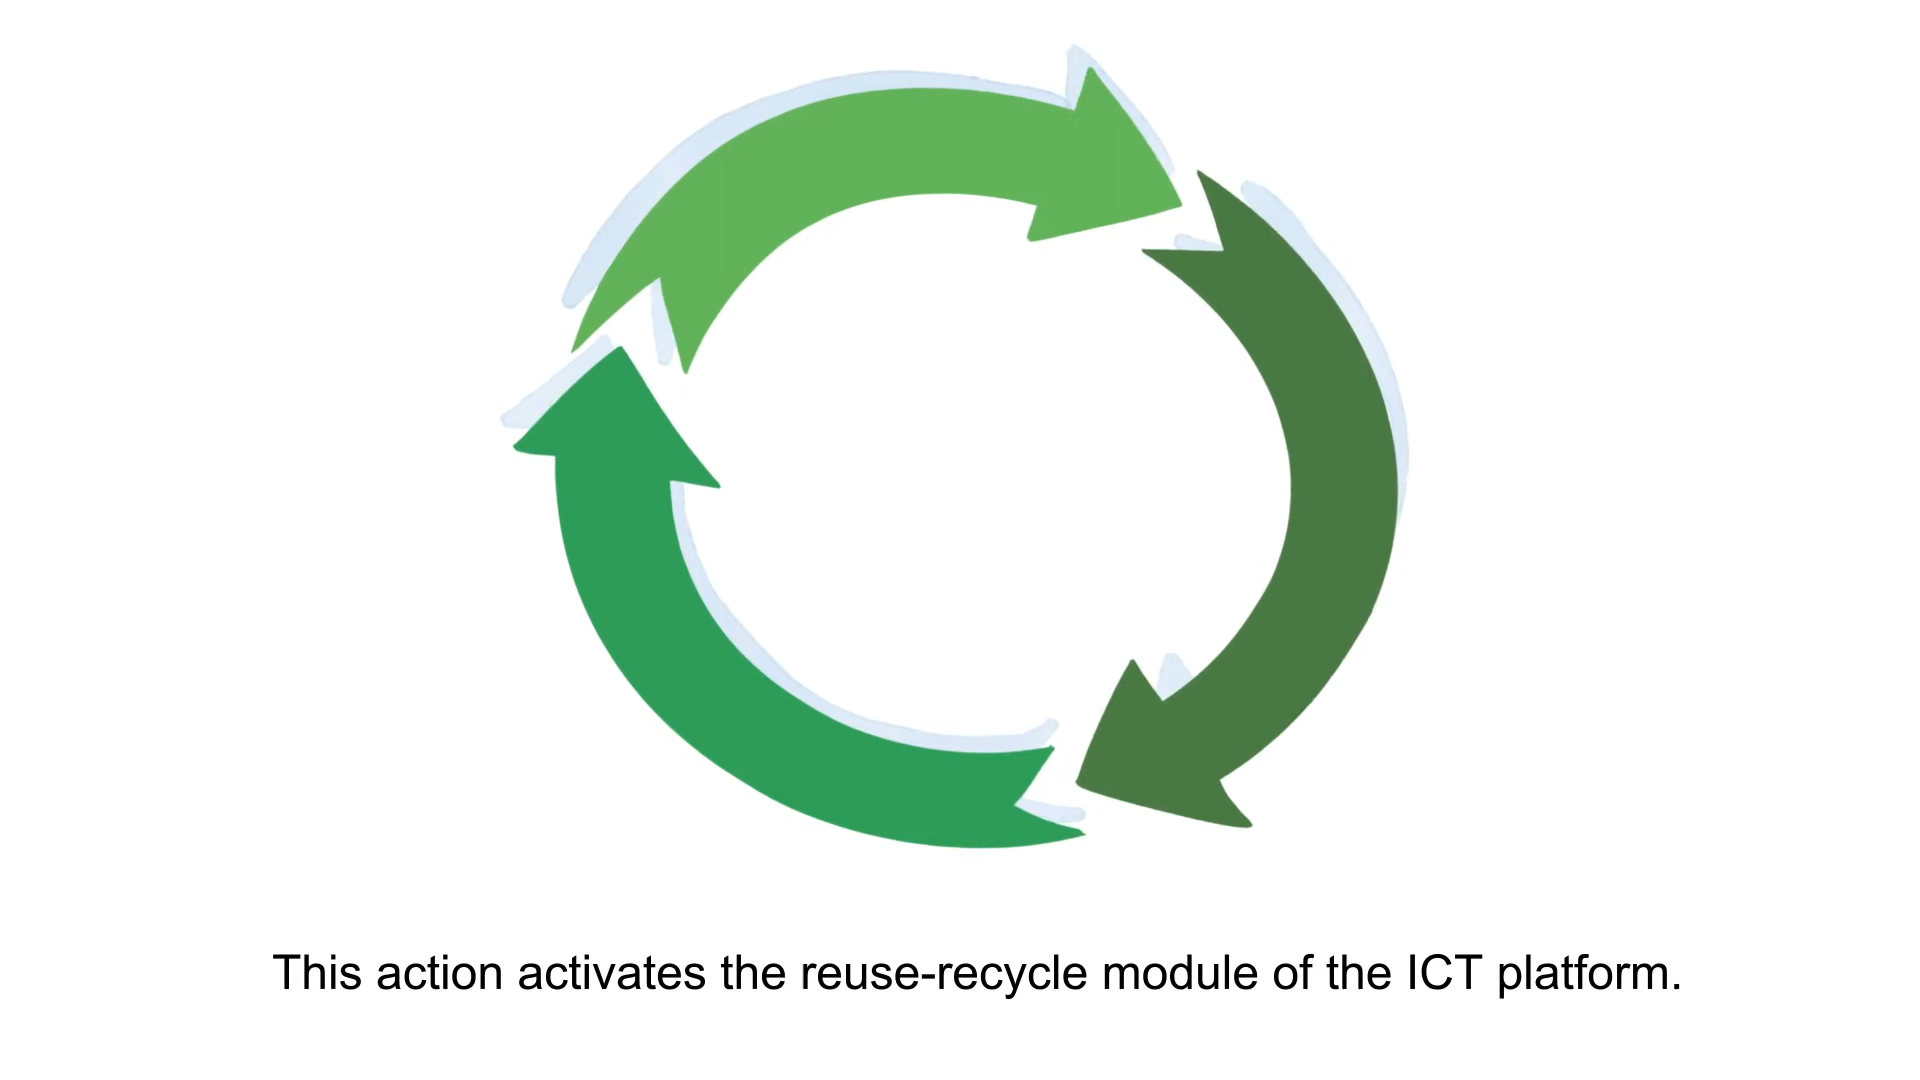 This action activates the reuse-recycle module of the ICT platform.